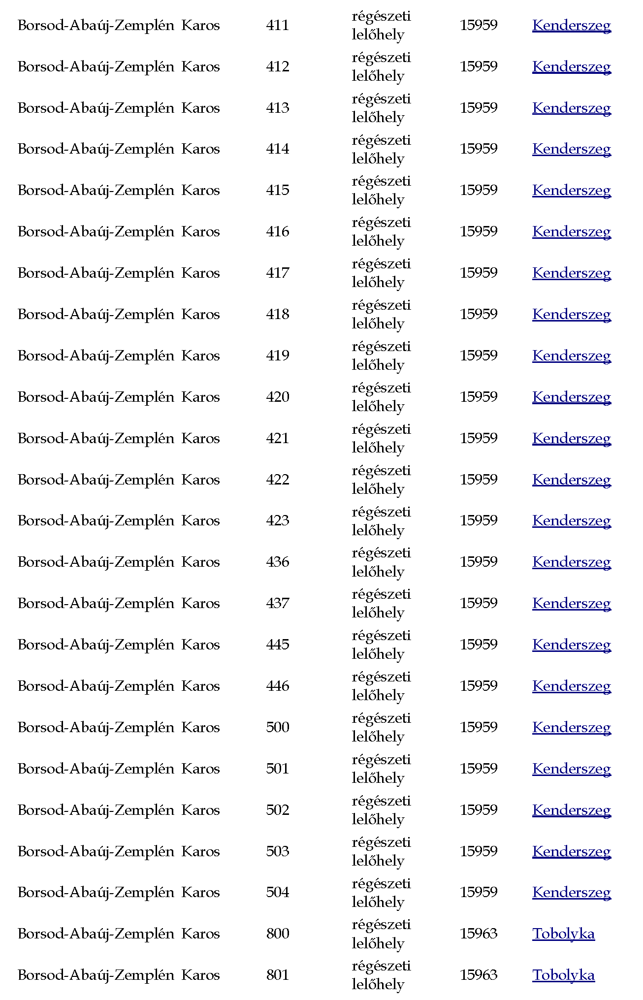 Borsod-Abaúj-Zemplén Karos 411 régészeti lelőhely 15959 Kenderszeg
Borsod-Abaúj-Zemplén Karos 412 régészeti lelőhely 15959 Kenderszeg
Borsod-Abaúj-Zemplén Karos 413 régészeti lelőhely 15959 Kenderszeg
Borsod-Abaúj-Zemplén Karos 414 régészeti lelőhely 15959 Kenderszeg
Borsod-Abaúj-Zemplén Karos 415 régészeti lelőhely 15959 Kenderszeg
Borsod-Abaúj-Zemplén Karos 416 régészeti lelőhely 15959 Kenderszeg
Borsod-Abaúj-Zemplén Karos 417 régészeti lelőhely 15959 Kenderszeg
Borsod-Abaúj-Zemplén Karos 418 régészeti lelőhely 15959 Kenderszeg
Borsod-Abaúj-Zemplén Karos 419 régészeti lelőhely 15959 Kenderszeg
Borsod-Abaúj-Zemplén Karos 420 régészeti lelőhely 15959 Kenderszeg
Borsod-Abaúj-Zemplén Karos 421 régészeti lelőhely 15959 Kenderszeg
Borsod-Abaúj-Zemplén Karos 422 régészeti lelőhely 15959 Kenderszeg
Borsod-Abaúj-Zemplén Karos 423 régészeti lelőhely 15959 Kenderszeg
Borsod-Abaúj-Zemplén Karos 436 régészeti lelőhely 15959 Kenderszeg
Borsod-Abaúj-Zemplén Karos 437 régészeti lelőhely 15959 Kenderszeg
Borsod-Abaúj-Zemplén Karos 445 régészeti lelőhely 15959 Kenderszeg
Borsod-Abaúj-Zemplén Karos 446 régészeti lelőhely 15959 Kenderszeg
Borsod-Abaúj-Zemplén Karos 500 régészeti lelőhely 15959 Kenderszeg
Borsod-Abaúj-Zemplén Karos 501 régészeti lelőhely 15959 Kenderszeg
Borsod-Abaúj-Zemplén Karos 502 régészeti lelőhely 15959 Kenderszeg
Borsod-Abaúj-Zemplén Karos 503 régészeti lelőhely 15959 Kenderszeg
Borsod-Abaúj-Zemplén Karos 504 régészeti lelőhely 15959 Kenderszeg
Borsod-Abaúj-Zemplén Karos 800 régészeti lelőhely 15963 Tobolyka
Borsod-Abaúj-Zemplén Karos 801 régészeti lelőhely 15963 Tobolyka